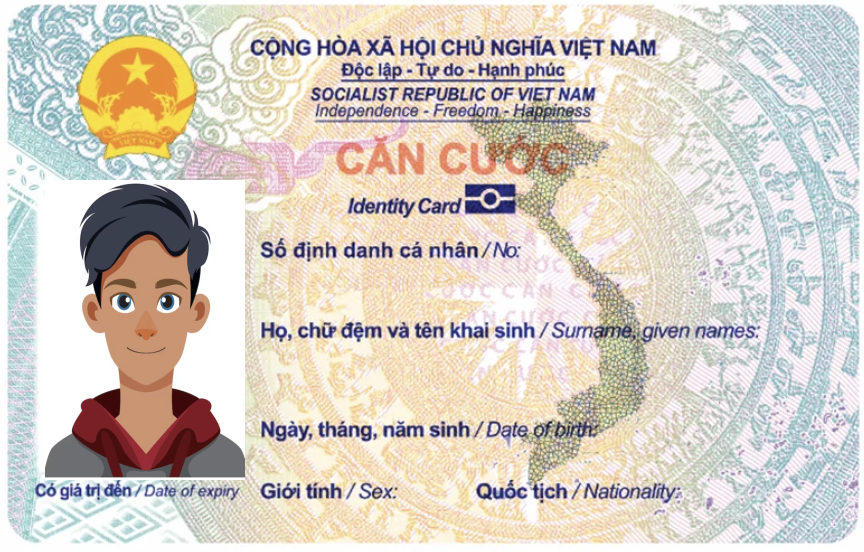 CỘNG HÒA XÃ HỘI CHỦ NGHĨA VIỆT NAM
Độc lập - Tự do - Hạnh phúc
SOCIALIST REPUBLIC OF VIET NAM
Independence - Freedom - Happiness
VIET NAM
CĂN CƯỚC
Identity Card
Số định danh cá nhân / No:
Họ, chữ đệm và tên khai sinh / Surname, given names:
Ngày, tháng, năm sinh / Date of birth:
Có giá trị đến / Date of expiry
Giới tính / Sex:
Quốc tịch / Nationality: